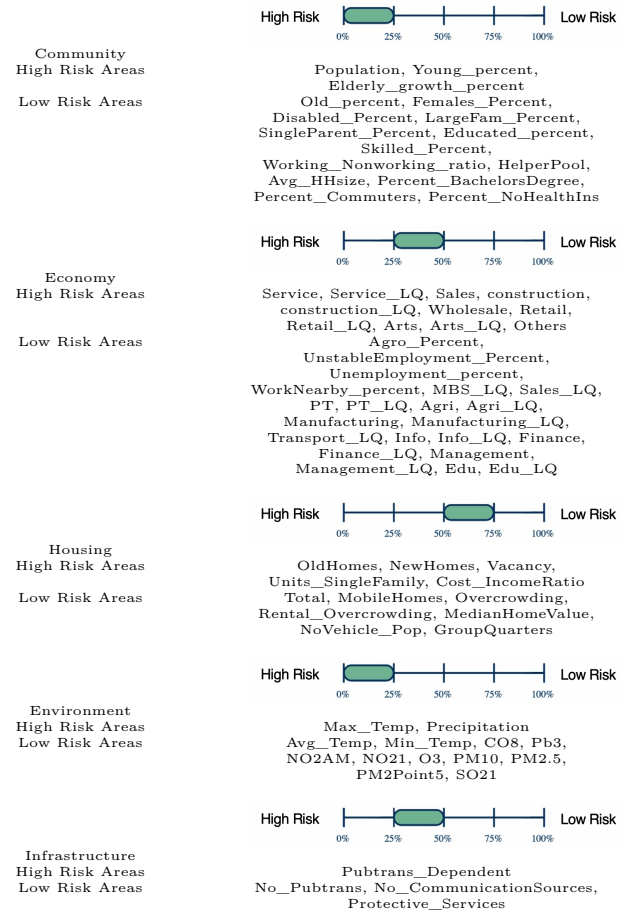 High Risk Low Risk
0% 25% 50% 75% 100%
Community
High Risk Areas Population, Young_percent,
Elderly_growth_percent
Low Risk Areas Old_percent, Females_Percent,
Disabled_Percent, LargeFam_Percent,
SingleParent_Percent, Educated_percent,
Skilled_Percent,
Working_Nonworking_ratio, HelperPool,
Avg_HHsize, Percent_BachelorsDegree,
Percent_Commuters, Percent_NoHealthIns
High Risk Low Risk
0% 25% 50% 75% 100%
Economy
High Risk Areas Service, Service_LQ, Sales, construction,
construction_LQ, Wholesale, Retail,
Retail_LQ, Arts, Arts_LQ, Others
Low Risk Areas Agro_Percent,
UnstableEmployment_Percent,
Unemployment_percent,
WorkNearby_percent, MBS_LQ, Sales_LQ,
PT, PT_LQ, Agri, Agri_LQ,
Manufacturing, Manufacturing_LQ,
Transport_LQ, Info, Info_LQ, Finance,
Finance_LQ, Management,
Management_LQ, Edu, Edu_LQ
High Risk Low Risk
0% 25% 50% 75% 100%
Housing
High Risk Areas OldHomes, NewHomes, Vacancy,
Units_SingleFamily, Cost_IncomeRatio
Low Risk Areas Total, MobileHomes, Overcrowding,
Rental_Overcrowding, MedianHomeValue,
NoVehicle_Pop, GroupQuarters
High Risk Low Risk
0% 25% 50% 75% 100%
Environment
High Risk Areas Max_Temp, Precipitation
Low Risk Areas Avg_Temp, Min_Temp, CO8, Pb3,
NO2AM, NO21, O3, PM10, PM2.5,
PM2Point5, SO21
High Risk Low Risk
0% 25% 50% 75% 100%
Infrastructure
High Risk Areas Pubtrans_Dependent
Low Risk Areas No_Pubtrans, No_CommunicationSources,
Protective_Services